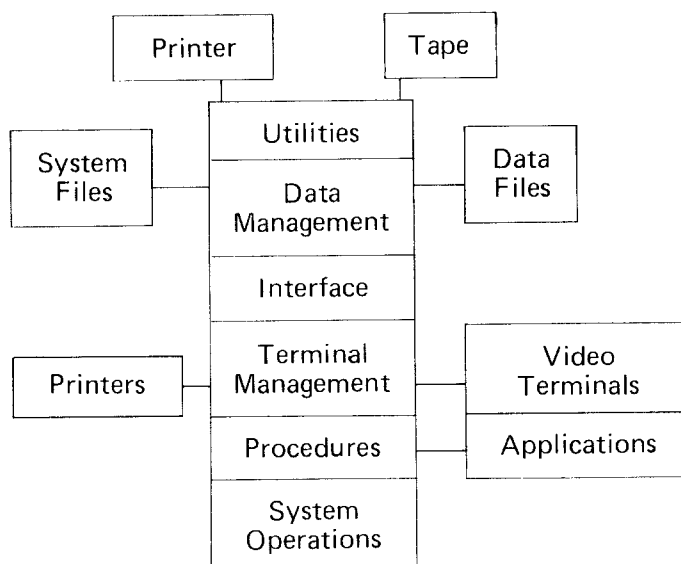 Printer
Tape
Utilities
System
Files
Data
Management
Data
Files
Interface
Printers
Terminal
Management
Video
Terminals
Procedures
Applications
System
Operations